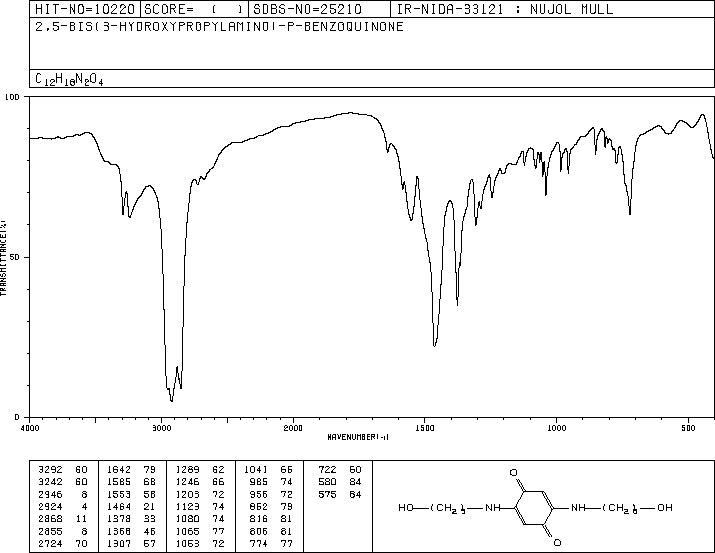 HIT-NO=10220 SCORE= ( ) SDBS-NO=25210 IR-NIDA-33121 : NUJOL MULL
2,5-BIS(3-HYDROXYPROPYLAMINO)-P-BENZOQUINONE
C12H18N2O4
100
50
0
TRANSMITTANCE(%)
4000 3000 2000 1500 1000 500
WAVENUMBER(-1)
3292 60 1642 79 1289 62 1041 66 722 60
3242 60 1585 68 1246 66 985 74 580 84
2946 8 1553 58 1203 72 956 72 575 84
2924 4 1464 21 1123 74 852 79
2868 11 1378 33 1080 74 816 81
2855 8 1368 46 1065 77 806 81
2724 70 1307 57 1053 72 774 77
O
HO—(CH2)3—NH
NH—(CH2)3—OH
O